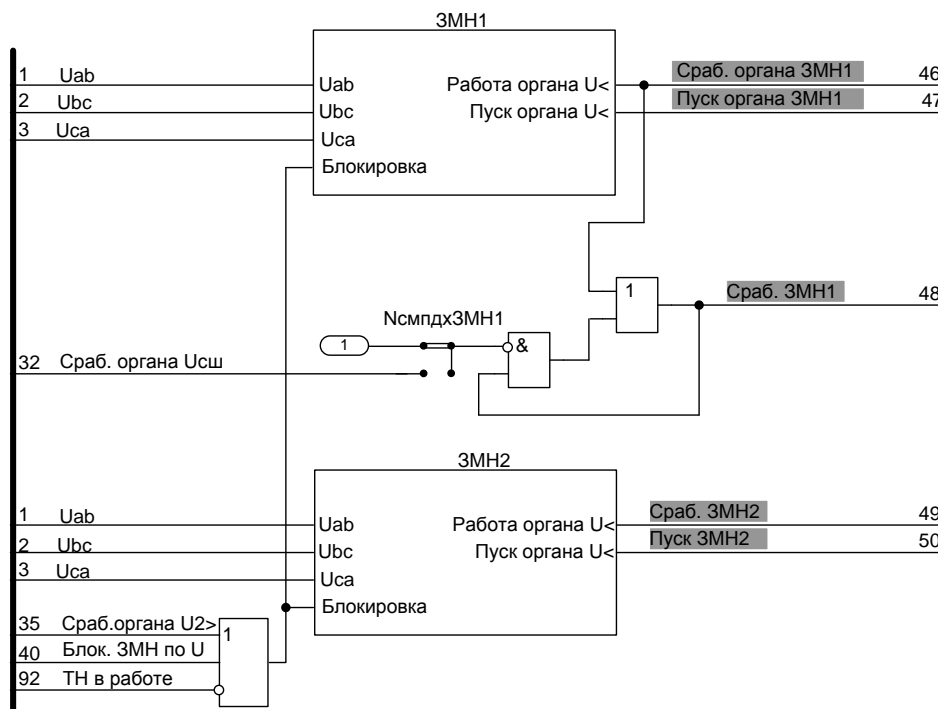 ЗМН1
1 Uab
2 Ubc
3 Uca
Uab
Ubc
Uca
Блокировка
Работа органа U<
Пуск органа U<
Сраб. органа ЗМН1 46
Пуск органа ЗМН1 47
1
Сраб. ЗМН1 48
NсмпдхЗМН1
1
&
32 Сраб. органа Uсш
ЗМН2
1 Uab
2 Ubc
3 Uca
Uab
Ubc
Uca
Блокировка
Работа органа U<
Пуск органа U<
Сраб. ЗМН2 49
Пуск ЗМН2 50
35 Сраб.органа U2>
40 Блок. ЗМН по U
92 ТН в работе
1